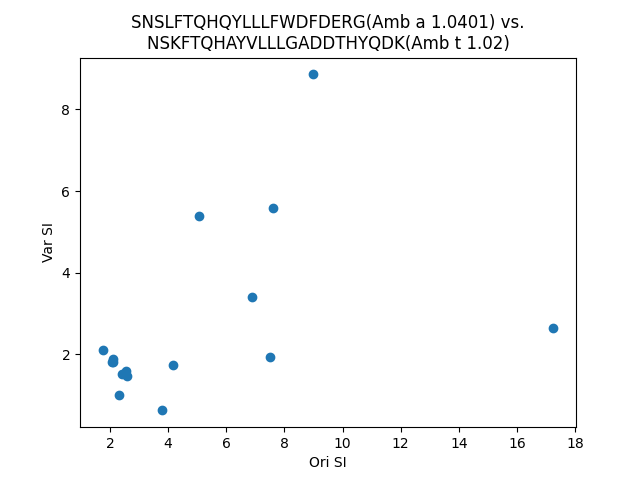 SNSLFTQHQYLLLFWDFDERG(Amb a 1.0401) vs.
NSKFTQHAYVLLLGADDTHYQDK(Amb t 1.02)
8
6
4
2
Var SI
2 4 6 8 10 12 14 16 18
Ori SI